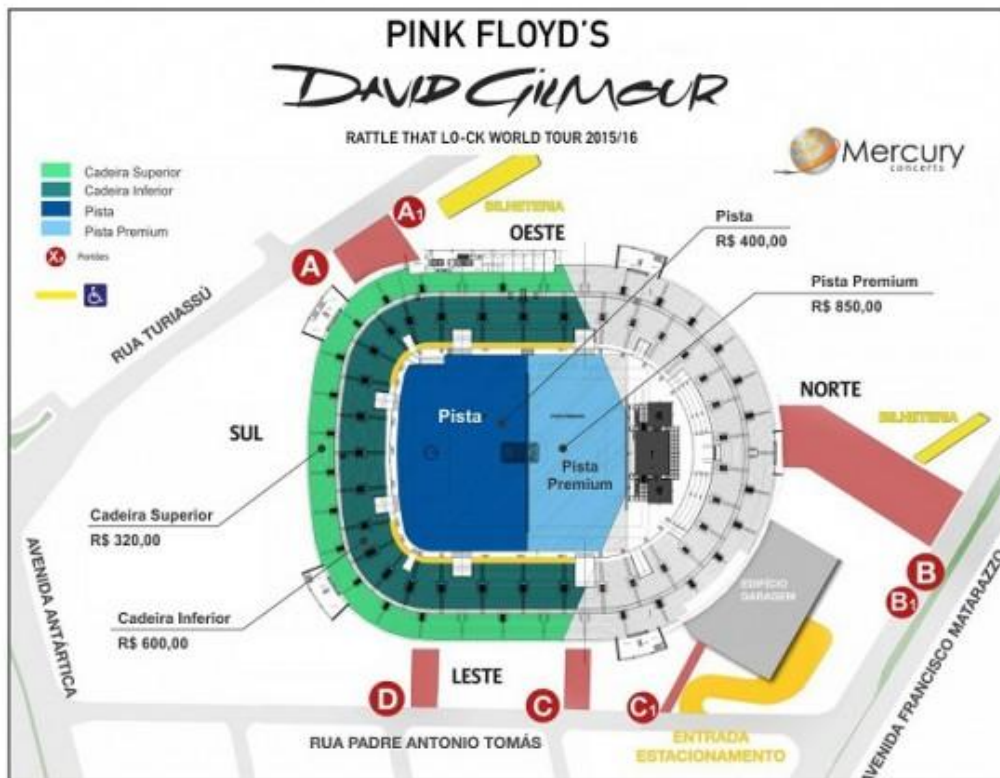 PINK FLOYD'S
DAVID GILMOUR
RATTLE THAT LO-CK WORLD TOUR 2015/16
Mercury
concerts
Cadeira Superior
Cadeira Inferior
Pista
Pista Premium
X₁ Portões
A₁
A
BILHETERIA
OESTE
Pista
R$ 400,00
Pista Premium
R$ 850,00
RUA TURIASSÚ
NORTE
BILHETERIA
SUL
Pista
Pista
Premium
Cadeira Superior
R$ 320,00
AVENIDA ANTÁRTICA
Cadeira Inferior
R$ 600,00
EDIFÍCIO
GARAGEM
B
B₁
AVENIDA FRANCISCO MATARAZZO
D
LESTE
C
C₁
RUA PADRE ANTONIO TOMÁS
ENTRADA
ESTACIONAMENTO